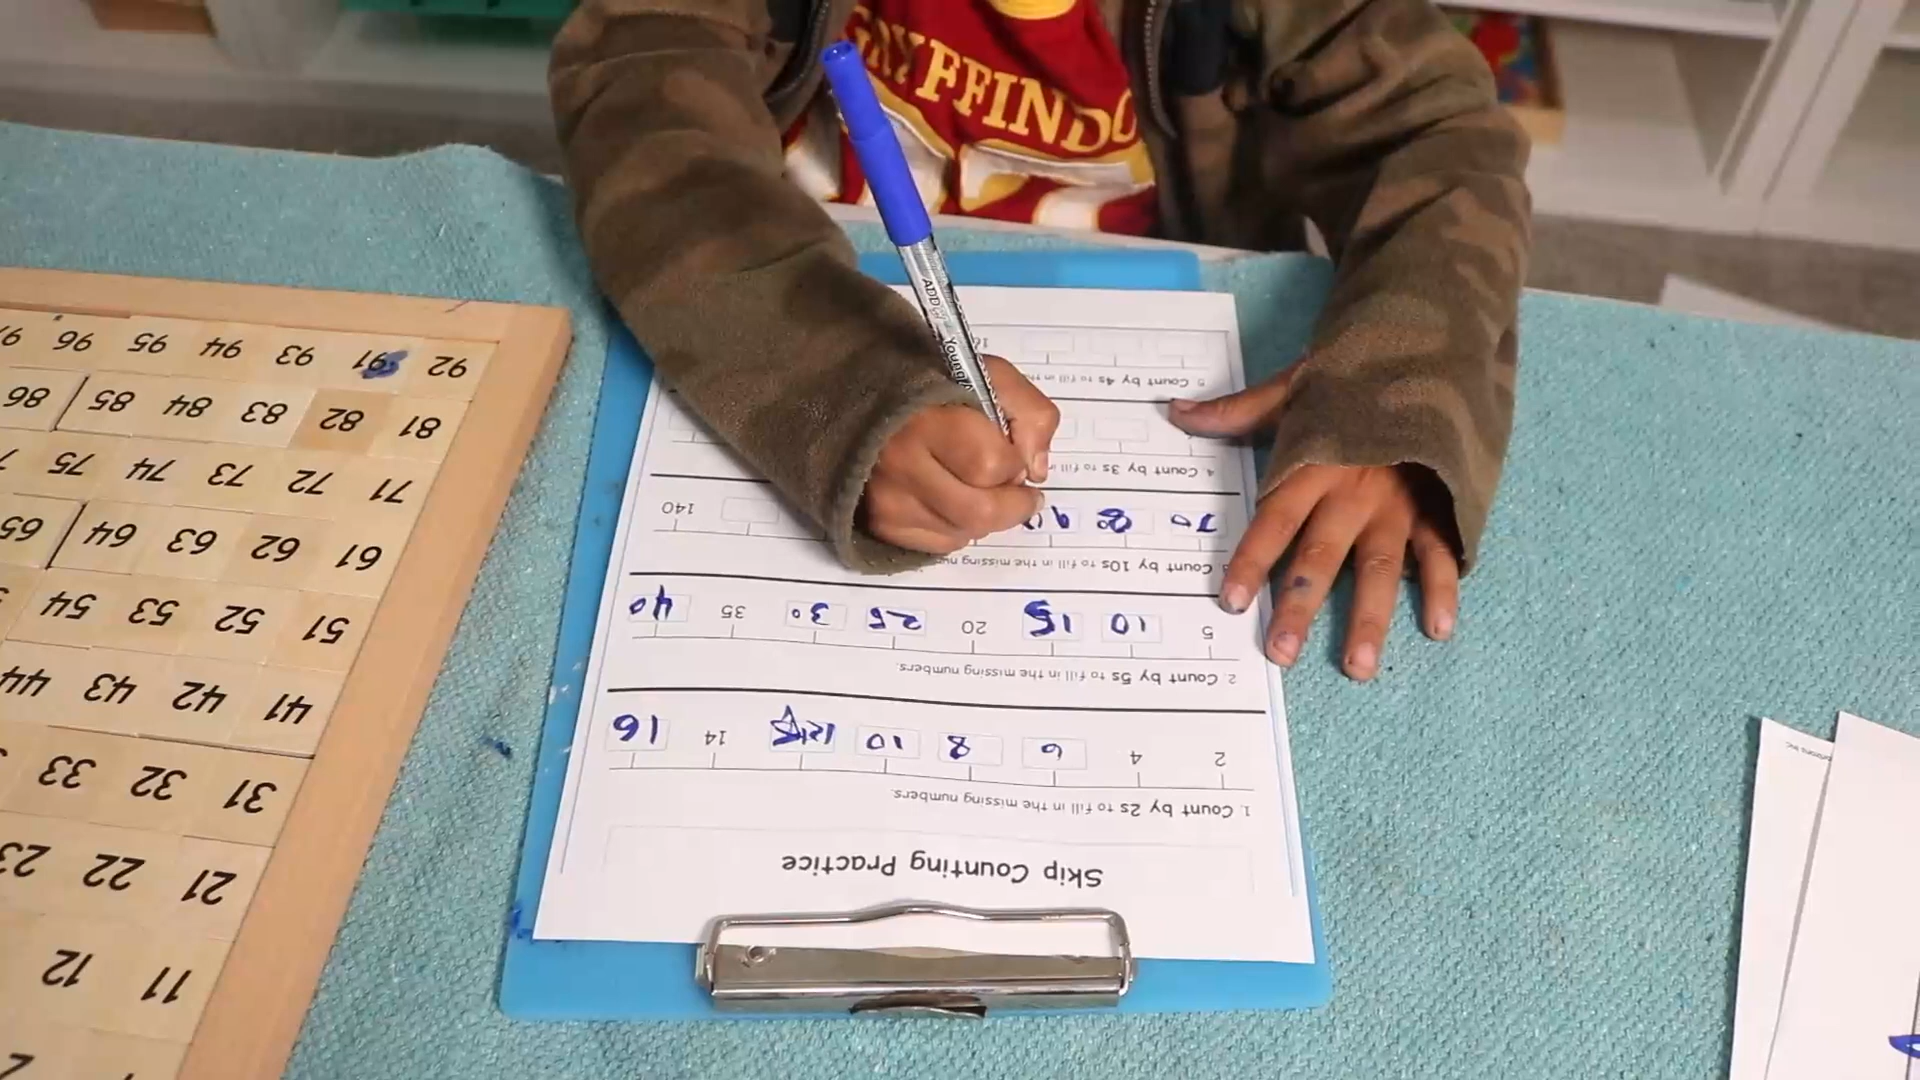 GRYFFINDO
Skip Counting Practice
1. Count by 2s to fill in the missing numbers.
2 4 6 8 10 12 14 16
2. Count by 5s to fill in the missing numbers.
5 10 15 20 25 30 35 40
3. Count by 10s to fill in the missing
70 80 90 140
4. Count by 3s to fill in
5. Count by 4s to fill in the
2
11 12
21 22 23
31 32 33
41 42 43 44
51 52 53 54
61 62 63 64 65
71 72 73 74 75
81 82 83 84 85 86
92 91 93 94 95 96